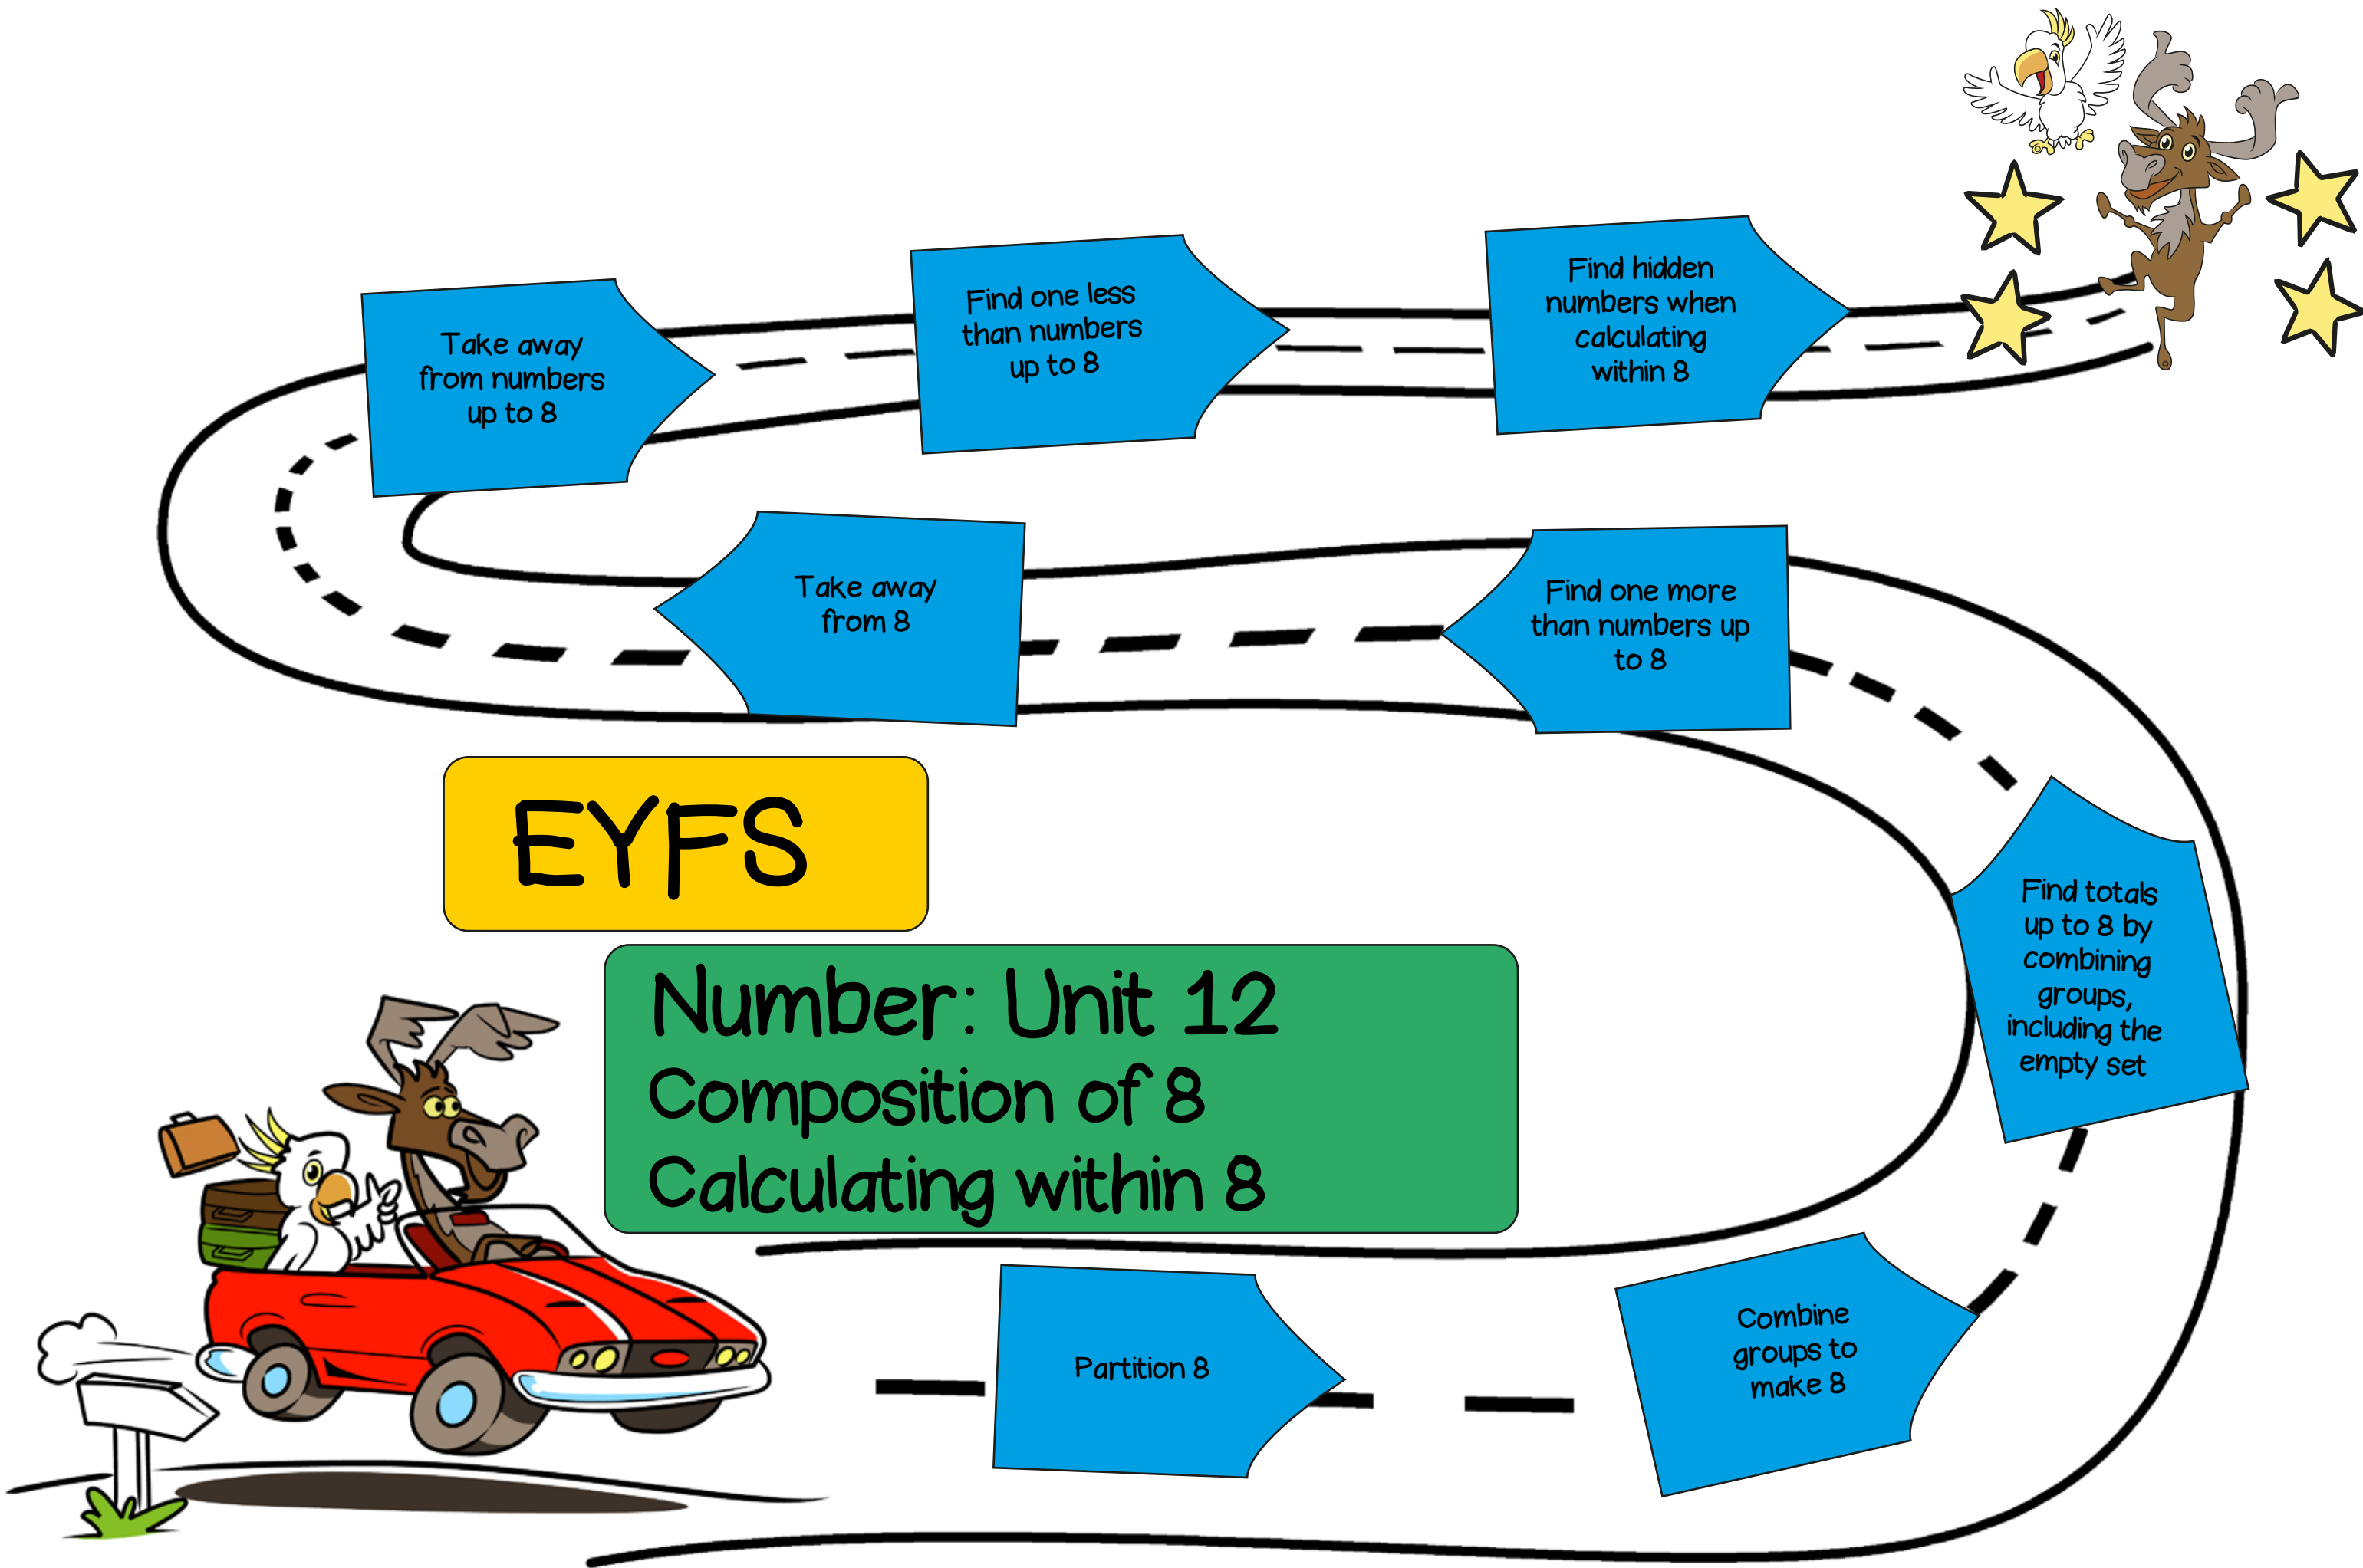 Find hidden
numbers when
calculating
within 8
Find one less
than numbers
up to 8
Take away
from numbers
up to 8
Take away
from 8
Find one more
than numbers up
to 8
EYFS
Find totals
up to 8 by
combining
groups,
including the
empty set
Number: Unit 12
Composition of 8
Calculating within 8
Partition 8
Combine
groups to
make 8